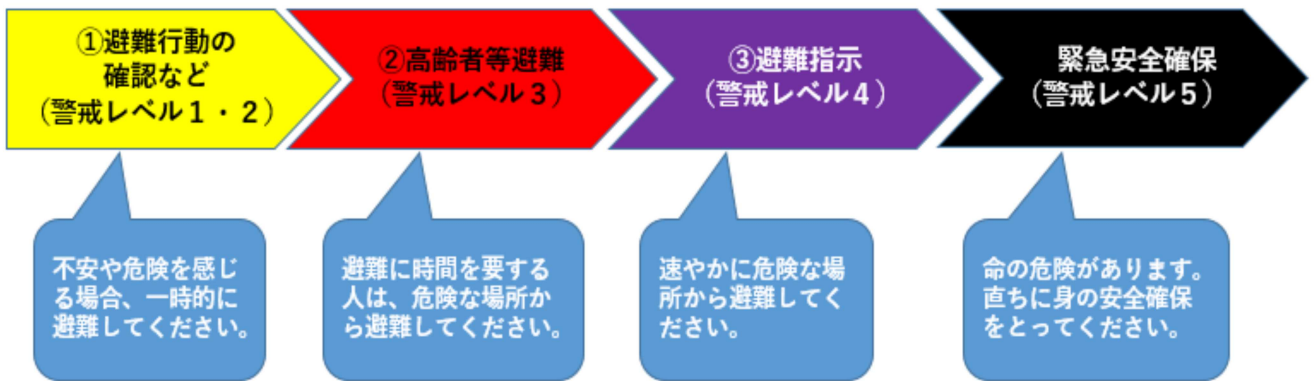 ①避難行動の
確認など
（警戒レベル１・２）
②高齢者等避難
（警戒レベル３）
③避難指示
（警戒レベル４）
緊急安全確保
（警戒レベル５）
不安や危険を感じ
る場合、一時的に
避難してください。
避難に時間を要する
人は、危険な場所か
ら避難してください。
速やかに危険な場
所から避難してく
ださい。
命の危険があります。
直ちに身の安全確保
をとってください。